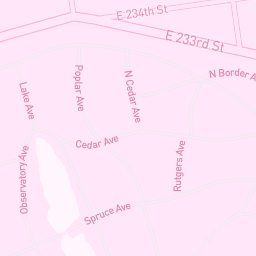 E 234th St
E 233rd St
N Border A
Poplar Ave
N Cedar Ave
Lake Ave
Cedar Ave
Rutgers Ave
Observatory Ave
Spruce Ave